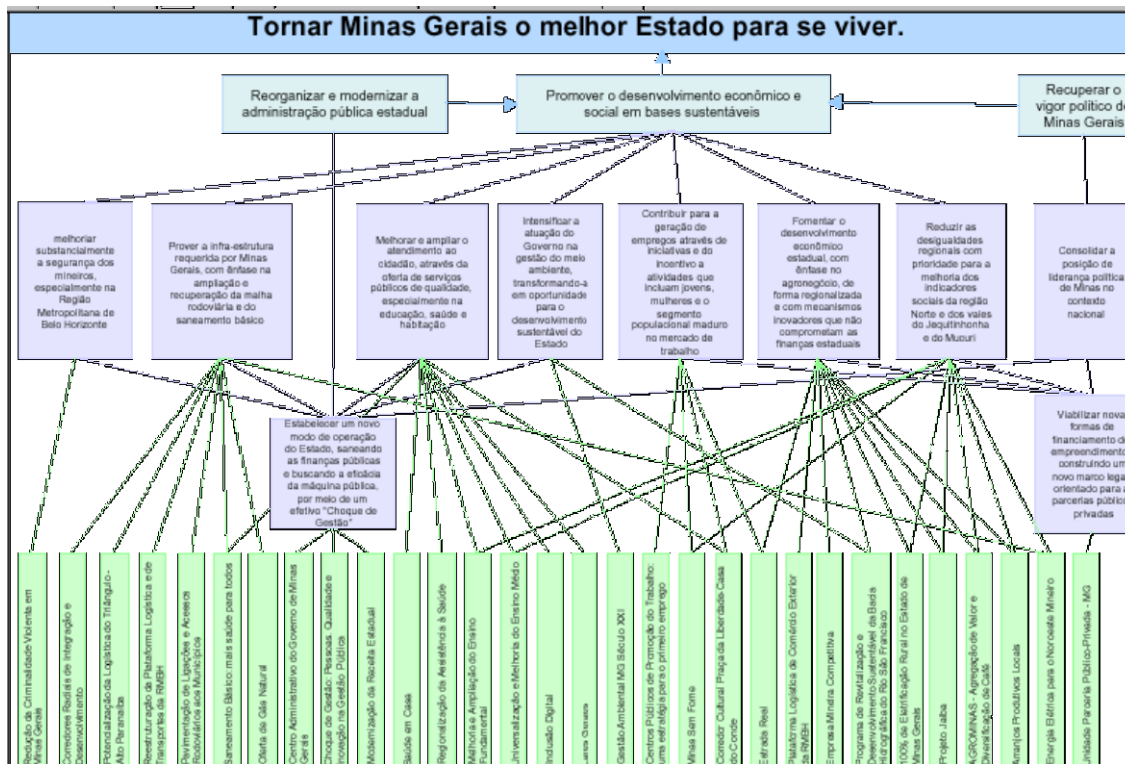 Tornar Minas Gerais o melhor Estado para se viver.
Reorganizar e modernizar a
administração pública estadual
Promover o desenvolvimento econômico e
social em bases sustentáveis
Recuperar o
vigor político de
Minas Gerais
melhoriar
substancialmente
a segurança dos
mineiros,
especialmente na
Região
Metropolitana de
Belo Horizonte
Prover a infra-estrutura
requerida por Minas
Gerais, com ênfase na
ampliação e
recuperação da malha
rodoviária e do
saneamento básico
Melhorar e ampliar o
atendimento ao
cidadão, através da
oferta de serviços
públicos de qualidade,
especialmente na
educação, saúde e
habitação
Intensificar a
atuação do
Governo na
gestão do meio
ambiente,
transformando-a
em oportunidade
para o
desenvolvimento
sustentável do
Estado
Contribuir para a
geração de
empregos através de
iniciativas e do
incentivo a
atividades que
incluam jovens,
mulheres e o
segmento
populacional maduro
no mercado de
trabalho
Fomentar o
desenvolvimento
econômico
estadual, com
ênfase no
agronegócio, de
forma regionalizada
e com mecanismos
inovadores que não
comprometam as
finanças estaduais
Reduzir as
desigualdades
regionais com
prioridade para a
melhoria dos
indicadores
sociais da região
Norte e dos vales
do Jequitinhonha
e do Mucuri
Consolidar a
posição de
liderança política
de Minas no
contexto
nacional
Estabelecer um novo
modo de operação
do Estado, saneando
as finanças públicas
e buscando a eficácia
da máquina pública,
por meio de um
efetivo "Choque de
Gestão"
Viabilizar nova
formas de
financiamento de
empreendimento
construindo um
novo marco lega
orientado para a
parcerias público
privadas
Redução da Criminalidade Violenta em
Minas Gerais
Corredores Radiais de Integração e
Desenvolvimento
Potencialização da Logística do Triângulo -
Alto Paranaíba
Reestruturação da Plataforma Logística e de
Transportes da RMBH
Pavimentação de Ligações e Acessos
Rodoviários aos Municípios
Saneamento Básico: mais saúde para todos
Oferta de Gás Natural
Centro Administrativo do Governo de Minas
Gerais
Choque de Gestão: Pessoas, Qualidade e
Inovação na Gestão Pública
Modernização da Receita Estadual
Saúde em Casa
Regionalização da Assistência à Saúde
Melhoria e Ampliação do Ensino
Fundamental
Universalização e Melhoria do Ensino Médio
Inclusão Digital
Gestão Ambiental MG Século XXI
Centros Públicos de Promoção do Trabalho:
uma estratégia para o primeiro emprego
Minas Sem Fome
Corredor Cultural Praça da Liberdade-Casa
do Conde
Estrada Real
Plataforma Logística de Comércio Exterior
da RMBH
Empresa Mineira Competitiva
Programa de Revitalização e
Desenvolvimento Sustentável da Bacia
Hidrográfica do Rio São Francisco
100% de Eletrificação Rural no Estado de
Minas Gerais
Projeto Jaíba
AGROMINAS - Agregação de Valor e
Diversificação de Café
Arranjos Produtivos Locais
Energia Elétrica para o Noroeste Mineiro
Unidade Parceria Público-Privada - MG